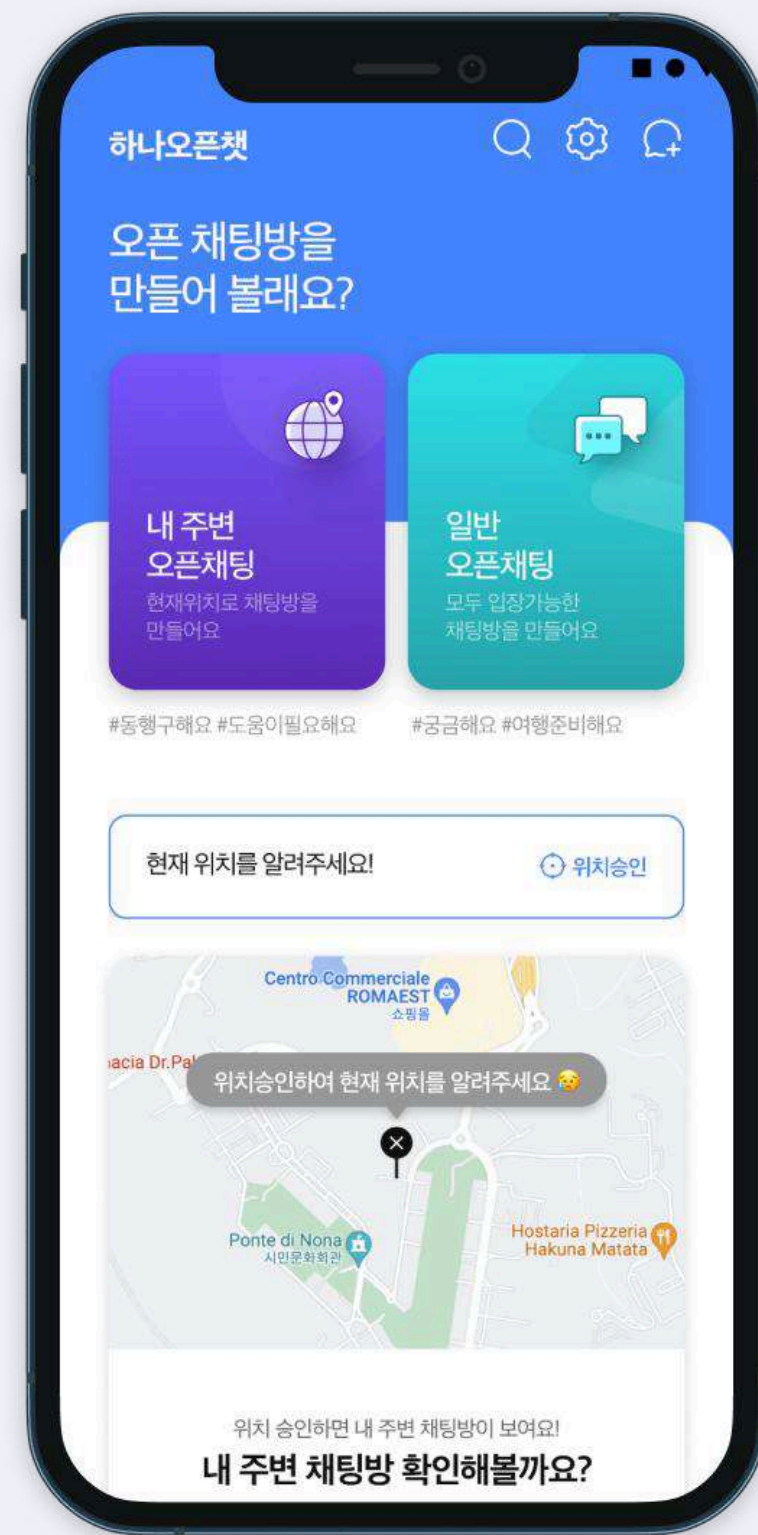 하나오픈챗
오픈 채팅방을
만들어 볼래요?
내 주변
오픈채팅
현재위치로 채팅방을
만들어요
일반
오픈채팅
모두 입장가능한
채팅방을 만들어요
#동행구해요 #도움이필요해요
#궁금해요 #여행준비해요
현재 위치를 알려주세요!
위치승인
Centro Commerciale
ROMAEST
쇼핑몰
acia Dr.Pal
위치승인하여 현재 위치를 알려주세요 😥
Ponte di Nona
시민문화회관
Hostaria Pizzeria
Hakuna Matata
위치 승인하면 내 주변 채팅방이 보여요!
내 주변 채팅방 확인해볼까요?